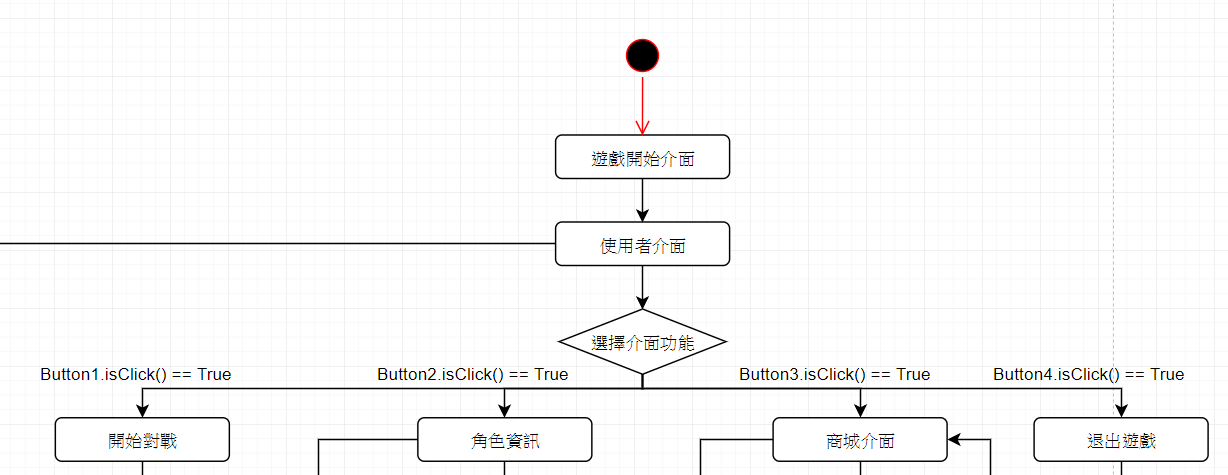 遊戲開始介面
使用者介面
選擇介面功能
Button1.isClick() == True
Button2.isClick() == True
Button3.isClick() == True
Button4.isClick() == True
開始對戰
角色資訊
商城介面
退出遊戲